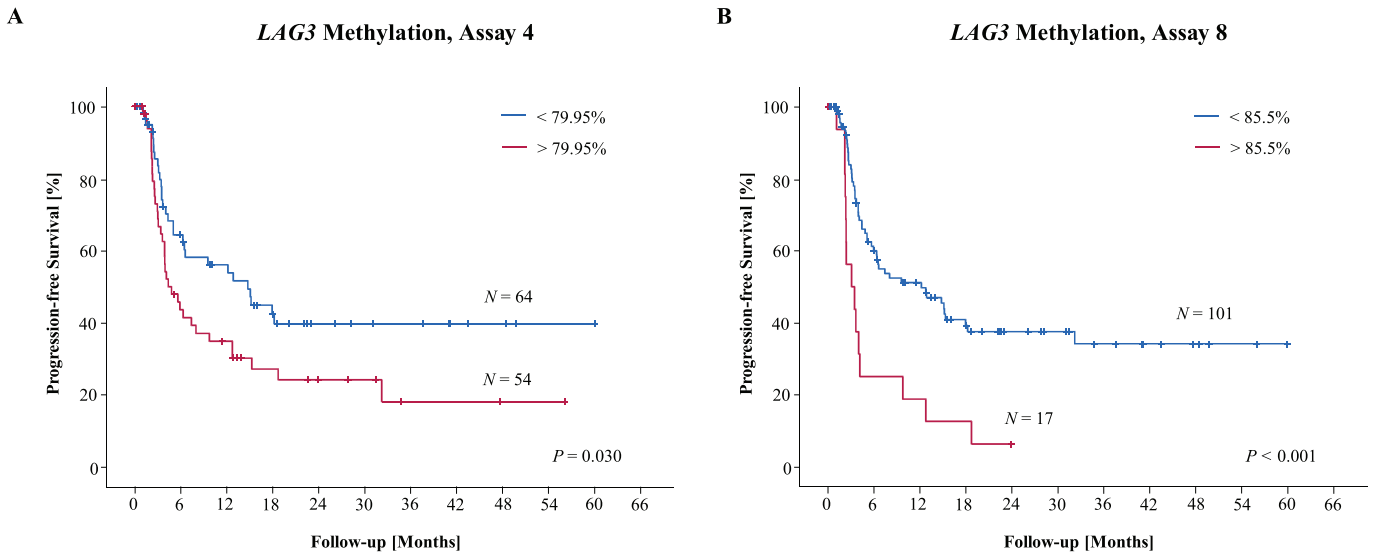 A
LAG3 Methylation, Assay 4
Progression-free Survival [%]
100
80
60
40
20
0
< 79.95%
> 79.95%
N = 64
N = 54
P = 0.030
0 6 12 18 24 30 36 42 48 54 60 66
Follow-up [Months]
B
LAG3 Methylation, Assay 8
Progression-free Survival [%]
100
80
60
40
20
0
< 85.5%
> 85.5%
N = 101
N = 17
P < 0.001
0 6 12 18 24 30 36 42 48 54 60 66
Follow-up [Months]